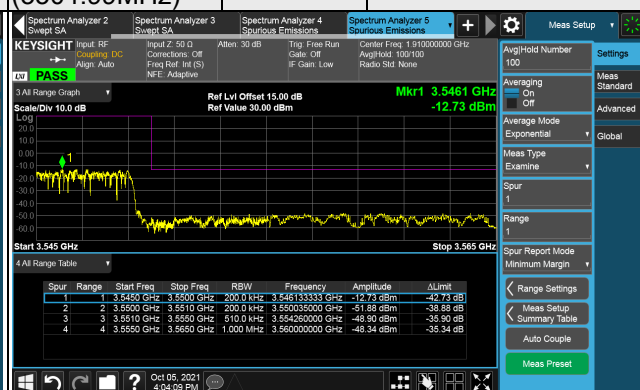 Spectrum Analyzer 2
Swept SA
Spectrum Analyzer 3
Swept SA
Spectrum Analyzer 4
Spurious Emissions
Spectrum Analyzer 5
Spurious Emissions
Meas Setup
KEYSIGHT
Input: RF
Coupling: DC
Align: Auto
Input Z: 50 Ω
Corrections: Off
Freq Ref: Int (S)
NFE: Adaptive
Atten: 30 dB
Trig: Free Run
Gate: Off
IF Gain: Low
Center Freq: 1.910000000 GHz
Avg|Hold: 100/100
Radio Std: None
LXI PASS
3 All Range Graph
Scale/Div 10.0 dB
Ref Lvl Offset 15.00 dB
Ref Value 30.00 dBm
Mkr1 3.5461 GHz
-12.73 dBm
Log
20.0
10.0
0.00
-10.0
-20.0
-30.0
-40.0
-50.0
-60.0
1
Start 3.545 GHz
Stop 3.565 GHz
4 All Range Table
Spur Range Start Freq Stop Freq RBW Frequency Amplitude ΔLimit
1 1 3.5450 GHz 3.5500 GHz 200.0 kHz 3.546133333 GHz -12.73 dBm -42.73 dB
2 2 3.5500 GHz 3.5510 GHz 200.0 kHz 3.550035000 GHz -51.88 dBm -38.88 dB
3 3 3.5510 GHz 3.5550 GHz 510.0 kHz 3.554260000 GHz -48.90 dBm -35.90 dB
4 4 3.5550 GHz 3.5650 GHz 1.000 MHz 3.560000000 GHz -48.34 dBm -35.34 dB
Avg|Hold Number
100
Averaging
On
Off
Average Mode
Exponential
Meas Type
Examine
Spur
1
Range
1
Spur Report Mode
Minimum Margin
Range Settings
Meas Setup
Summary Table
Auto Couple
Meas Preset
Settings
Meas
Standard
Advanced
Global
Oct 05, 2021
4:04:09 PM